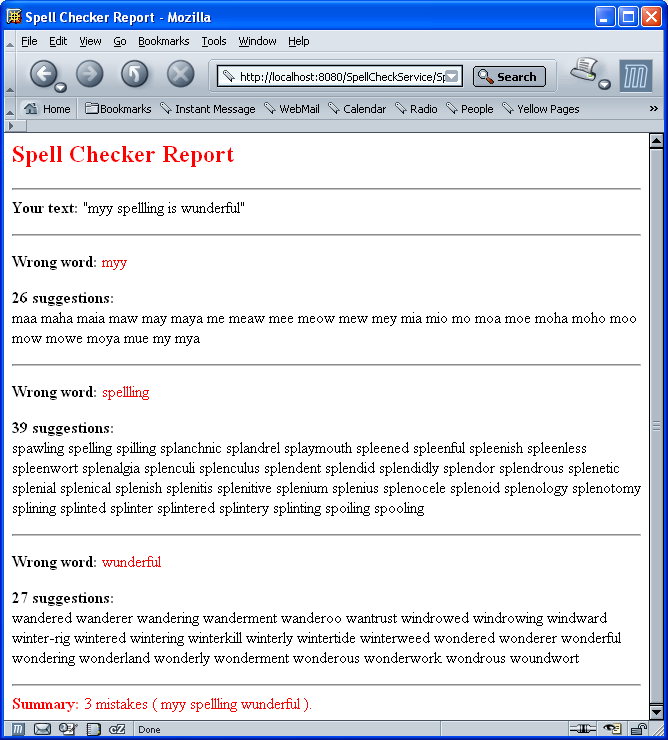 Spell Checker Report - Mozilla
File Edit View Go Bookmarks Tools Window Help
http://localhost:8080/SpellCheckService/Sp Search
Home Bookmarks Instant Message WebMail Calendar Radio People Yellow Pages »
Spell Checker Report
Your text: "myy spellling is wunderful"
Wrong word: myy
26 suggestions:
maa maha maia maw may maya me meaw mee meow mew mey mia mio mo moa moe moha moho moo
mow mowe moya mue my mya
Wrong word: spellling
39 suggestions:
spawling spelling spilling splanchnic splandrel splaymouth spleened spleenful spleenish spleenless
spleenwort splenalgia splenculi splenculus splendent splendid splendidly splendor splendrous splenetic
splenial splenical splenish splenitis splenitive splenium splenius splenocele splenoid splenology splenotomy
splining splinted splinter splintered splintery splinting spoiling spooling
Wrong word: wunderful
27 suggestions:
wandered wanderer wandering wanderment wanderoo wantrust windrowed windrowing windward
winter-rig wintered wintering winterkill winterly wintertide winterweed wondered wonderer wonderful
wondering wonderland wonderly wonderment wonderous wonderwork wondrous woundwort
Summary: 3 mistakes ( myy spellling wunderful ).
Done